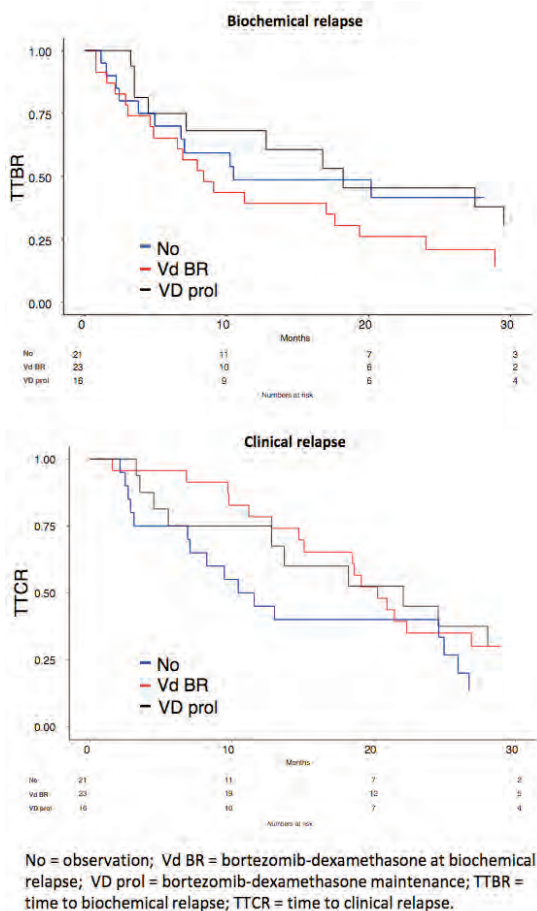 Biochemical relapse
1.00
0.75
TTBR
0.50
0.25
No
Vd BR
VD prol
0.00
0 10 20 30
Months
No 21 11 7 3
Vd BR 23 10 6 2
VD prol 16 9 6 4
Numbers at risk
Clinical relapse
1.00
0.75
TTCR
0.50
0.25
No
Vd BR
VD prol
0.00
0 10 20 30
Months
No 21 11 7 2
Vd BR 23 19 12 5
VD prol 16 10 7 4
Numbers at risk
No = observation; Vd BR = bortezomib-dexamethasone at biochemical
relapse; VD prol = bortezomib-dexamethasone maintenance; TTBR =
time to biochemical relapse; TTCR = time to clinical relapse.